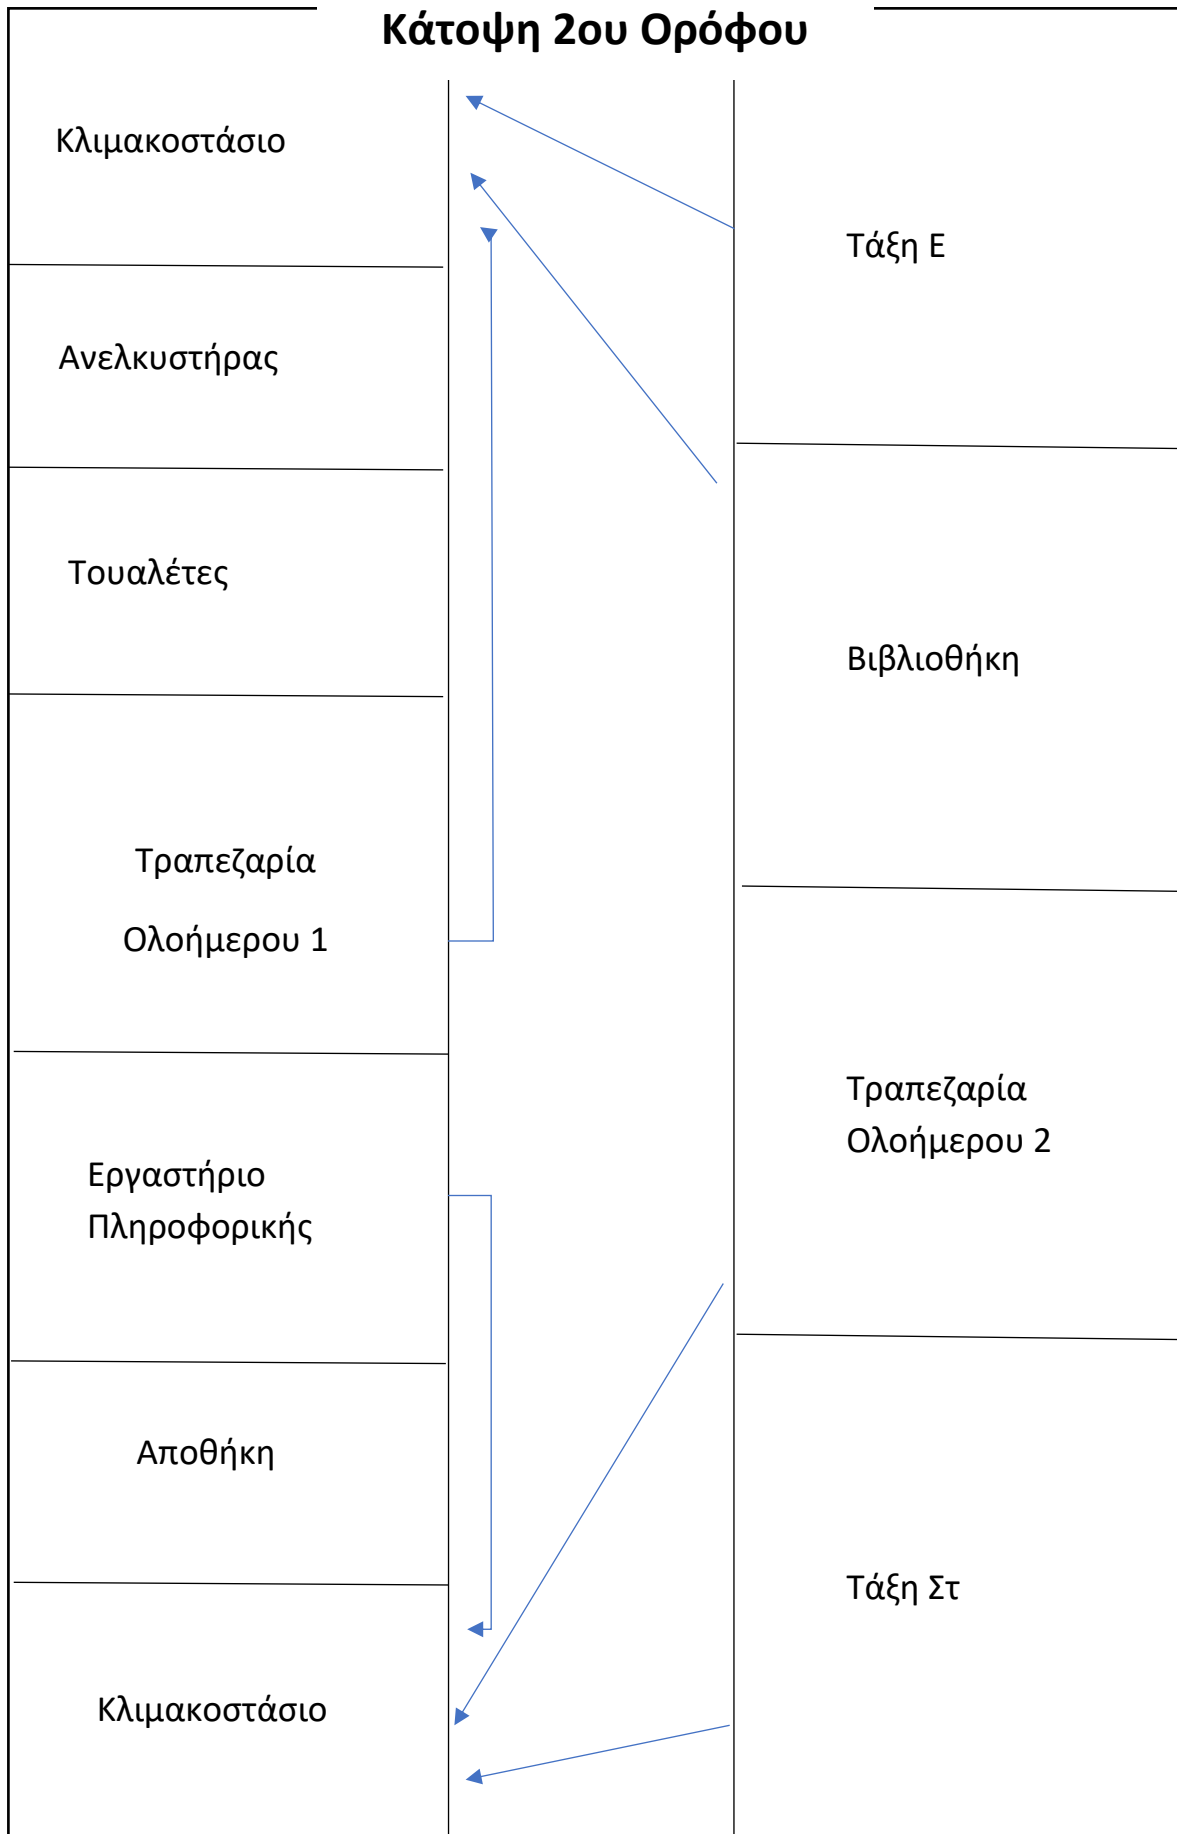 Κάτοψη 2ου Ορόφου
Κλιμακοστάσιο
Ανελκυστήρας
Τουαλέτες
Τραπεζαρία
Ολοήμερου 1
Εργαστήριο
Πληροφορικής
Αποθήκη
Κλιμακοστάσιο
Τάξη Ε
Βιβλιοθήκη
Τραπεζαρία
Ολοήμερου 2
Τάξη Στ